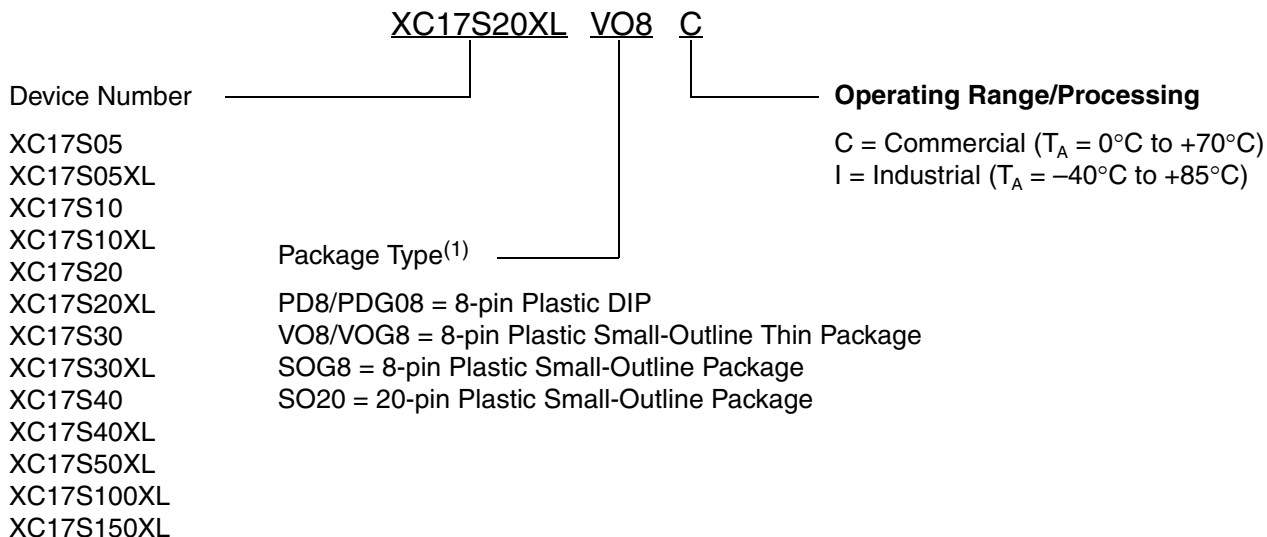 XC17S20XL VO8 C
Device Number
XC17S05
XC17S05XL
XC17S10
XC17S10XL
XC17S20
XC17S20XL
XC17S30
XC17S30XL
XC17S40
XC17S40XL
XC17S50XL
XC17S100XL
XC17S150XL
Package Type(1)
PD8/PDG08 = 8-pin Plastic DIP
VO8/VOG8 = 8-pin Plastic Small-Outline Thin Package
SOG8 = 8-pin Plastic Small-Outline Package
SO20 = 20-pin Plastic Small-Outline Package
Operating Range/Processing
C = Commercial (TA = 0°C to +70°C)
I = Industrial (TA = –40°C to +85°C)